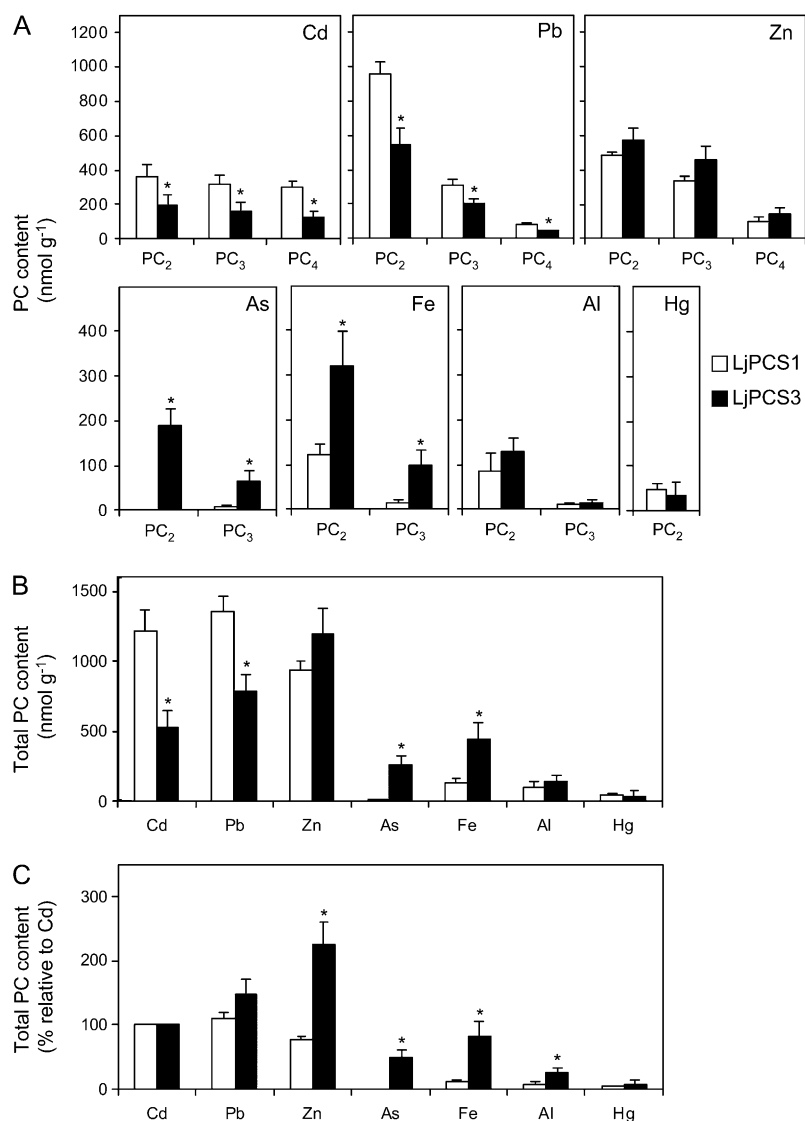 A
Cd
Pb
Zn
1200
1000
800
600
400
200
0
* * *
* * *
PC2 PC3 PC4
PC2 PC3 PC4
PC2 PC3 PC4
PC content
(nmol g-1)
As
Fe
Al
Hg
400
300
200
100
0
* *
* *
PC2 PC3
PC2 PC3
PC2 PC3
PC2
LjPCS1
LjPCS3
B
Total PC content
(nmol g-1)
1500
1000
500
0
* * * *
Cd Pb Zn As Fe Al Hg
C
Total PC content
(% relative to Cd)
300
200
100
0
* * * *
Cd Pb Zn As Fe Al Hg